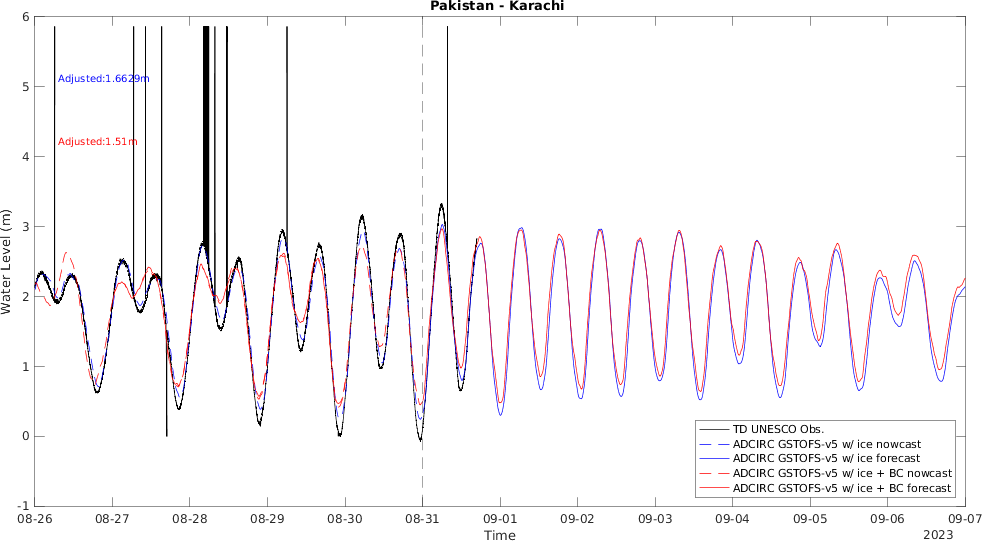 Pakistan - Karachi
6
5
4
3
2
1
0
-1
Water Level (m)
Adjusted:1.6629m
Adjusted:1.51m
TD UNESCO Obs.
ADCIRC GSTOFS-v5 w/ ice nowcast
ADCIRC GSTOFS-v5 w/ ice forecast
ADCIRC GSTOFS-v5 w/ ice + BC nowcast
ADCIRC GSTOFS-v5 w/ ice + BC forecast
08-26 08-27 08-28 08-29 08-30 08-31 09-01 09-02 09-03 09-04 09-05 09-06 09-07
Time
2023